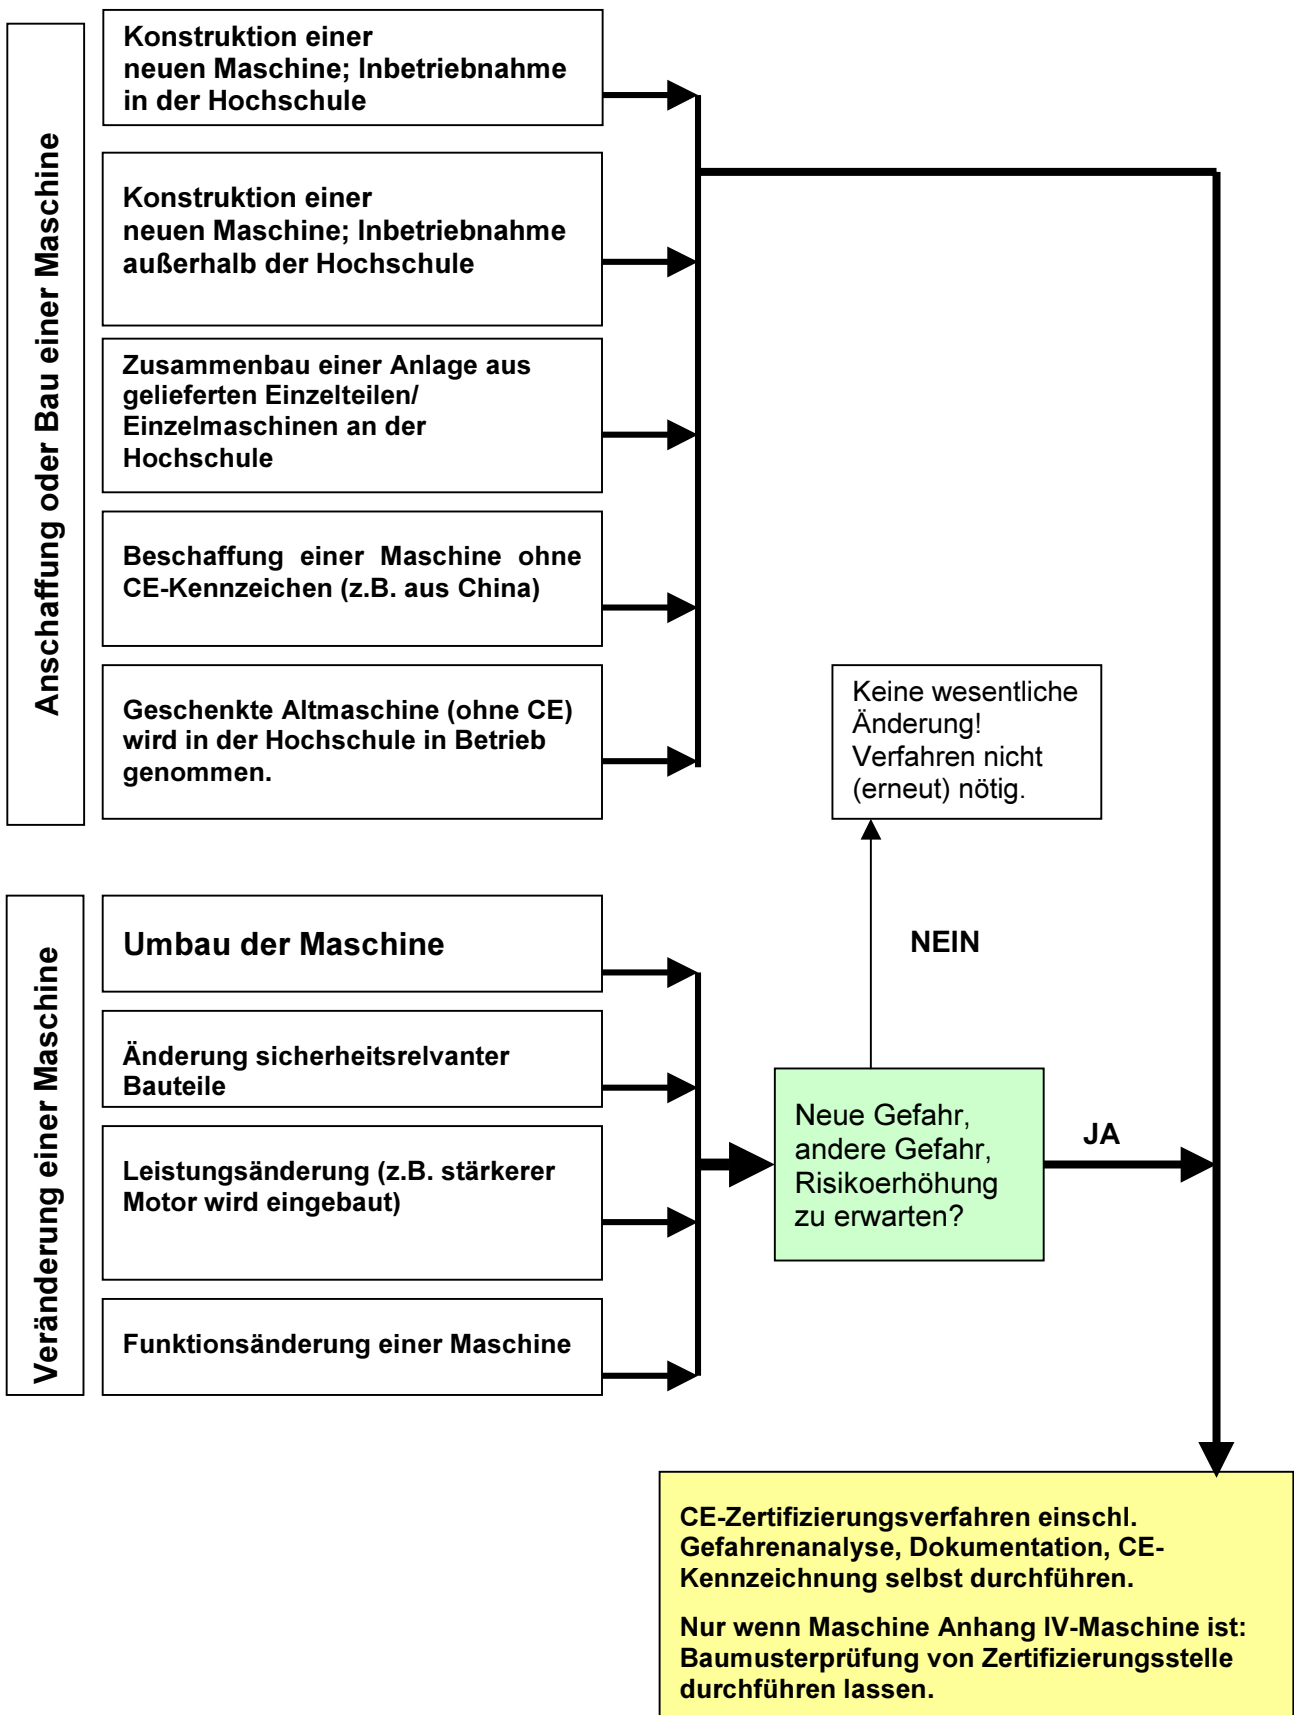 Anschaffung oder Bau einer Maschine
Konstruktion einer
neuen Maschine; Inbetriebnahme
in der Hochschule
Konstruktion einer
neuen Maschine; Inbetriebnahme
außerhalb der Hochschule
Zusammenbau einer Anlage aus
gelieferten Einzelteilen/
Einzelmaschinen an der
Hochschule
Beschaffung einer Maschine ohne
CE-Kennzeichen (z.B. aus China)
Geschenkte Altmaschine (ohne CE)
wird in der Hochschule in Betrieb
genommen.
Keine wesentliche
Änderung!
Verfahren nicht
(erneut) nötig.
Veränderung einer Maschine
Umbau der Maschine
Änderung sicherheitsrelvanter
Bauteile
Leistungsänderung (z.B. stärkerer
Motor wird eingebaut)
Funktionsänderung einer Maschine
NEIN
Neue Gefahr,
andere Gefahr,
Risikoerhöhung
zu erwarten?
JA
CE-Zertifizierungsverfahren einschl.
Gefahrenanalyse, Dokumentation, CE-
Kennzeichnung selbst durchführen.
Nur wenn Maschine Anhang IV-Maschine ist:
Baumusterprüfung von Zertifizierungsstelle
durchführen lassen.